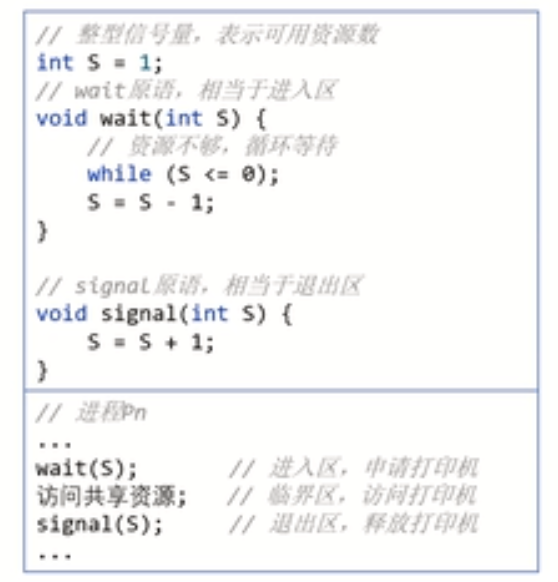 // 整型信号量，表示可用资源数
int S = 1;
// wait原语，相当于进入区
void wait(int S) {
    // 资源不够，循环等待
    while (S <= 0);
    S = S - 1;
}
// signal原语，相当于退出区
void signal(int S) {
    S = S + 1;
}
// 进程Pn
...
wait(S);        // 进入区，申请打印机
访问共享资源;    // 临界区，访问打印机
signal(S);      // 退出区，释放打印机
...